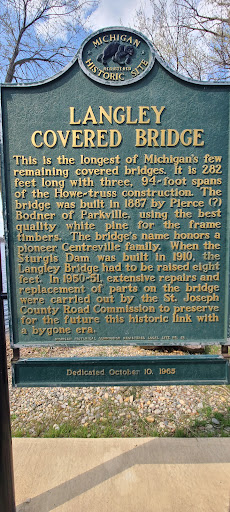 MICHIGAN
REGISTERED
HISTORIC SITE
LANGLEY
COVERED BRIDGE
This is the longest of Michigan's few
remaining covered bridges. It is 282
feet long with three, 94-foot spans
of the Howe-truss construction. The
bridge was built in 1887 by Pierce (?)
Bodner of Parkville, using the best
quality white pine for the frame
timbers. The bridge's name honors a
pioneer Centreville family. When the
Sturgis Dam was built in 1910, the
Langley Bridge had to be raised eight
feet. In 1950-51, extensive repairs and
replacement of parts on the bridge
were carried out by the St. Joseph
County Road Commission to preserve
for the future this historic link with
a bygone era.
MICHIGAN HISTORICAL COMMISSION REGISTERED LOCAL SITE NO.
Dedicated October 10, 1965